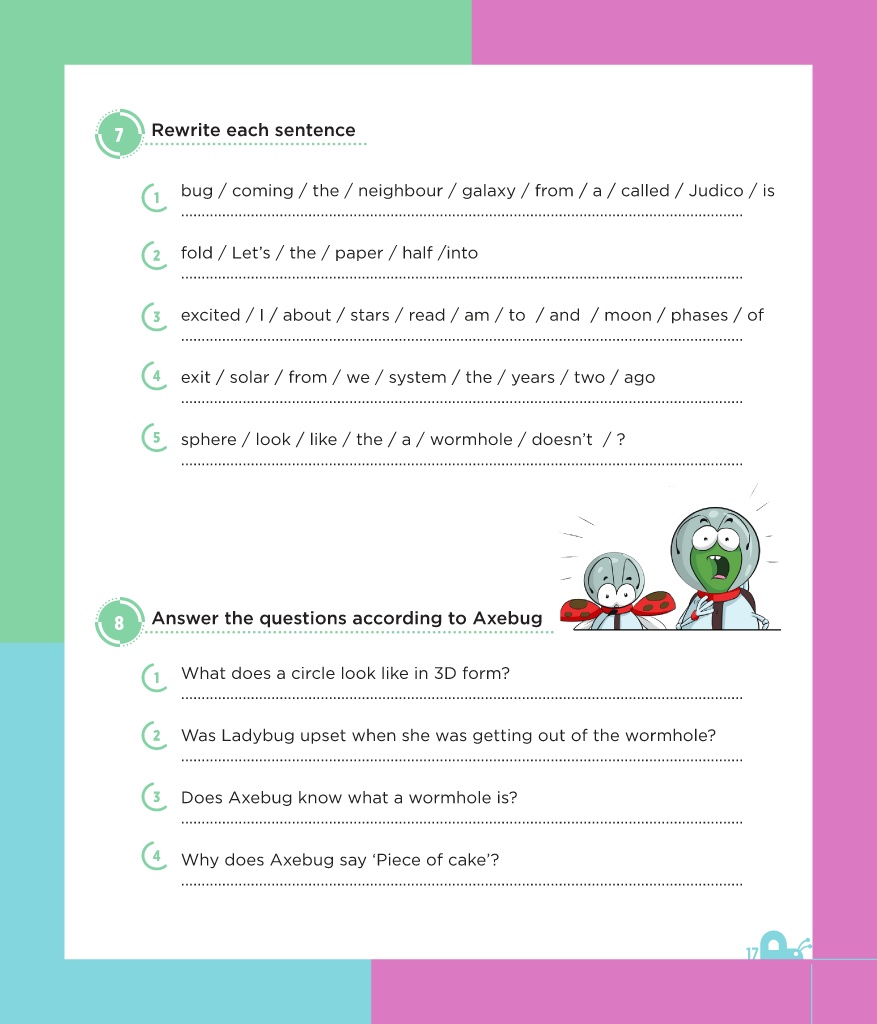 7 Rewrite each sentence
1 bug / coming / the / neighbour / galaxy / from / a / called / Judico / is
2 fold / Let's / the / paper / half /into
3 excited / I / about / stars / read / am / to / and / moon / phases / of
4 exit / solar / from / we / system / the / years / two / ago
5 sphere / look / like / the / a / wormhole / doesn't / ?
8 Answer the questions according to Axebug
1 What does a circle look like in 3D form?
2 Was Ladybug upset when she was getting out of the wormhole?
3 Does Axebug know what a wormhole is?
4 Why does Axebug say ‘Piece of cake’?
17